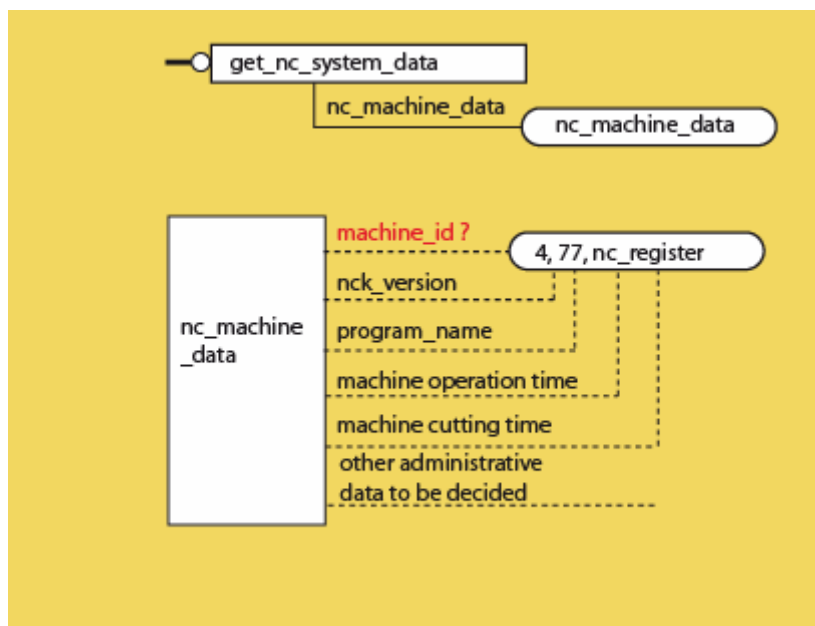 get_nc_system_data
nc_machine_data
nc_machine_data
machine_id ?
4, 77, nc_register
nck_version
nc_machine
_data
program_name
machine operation time
machine cutting time
other administrative
data to be decided